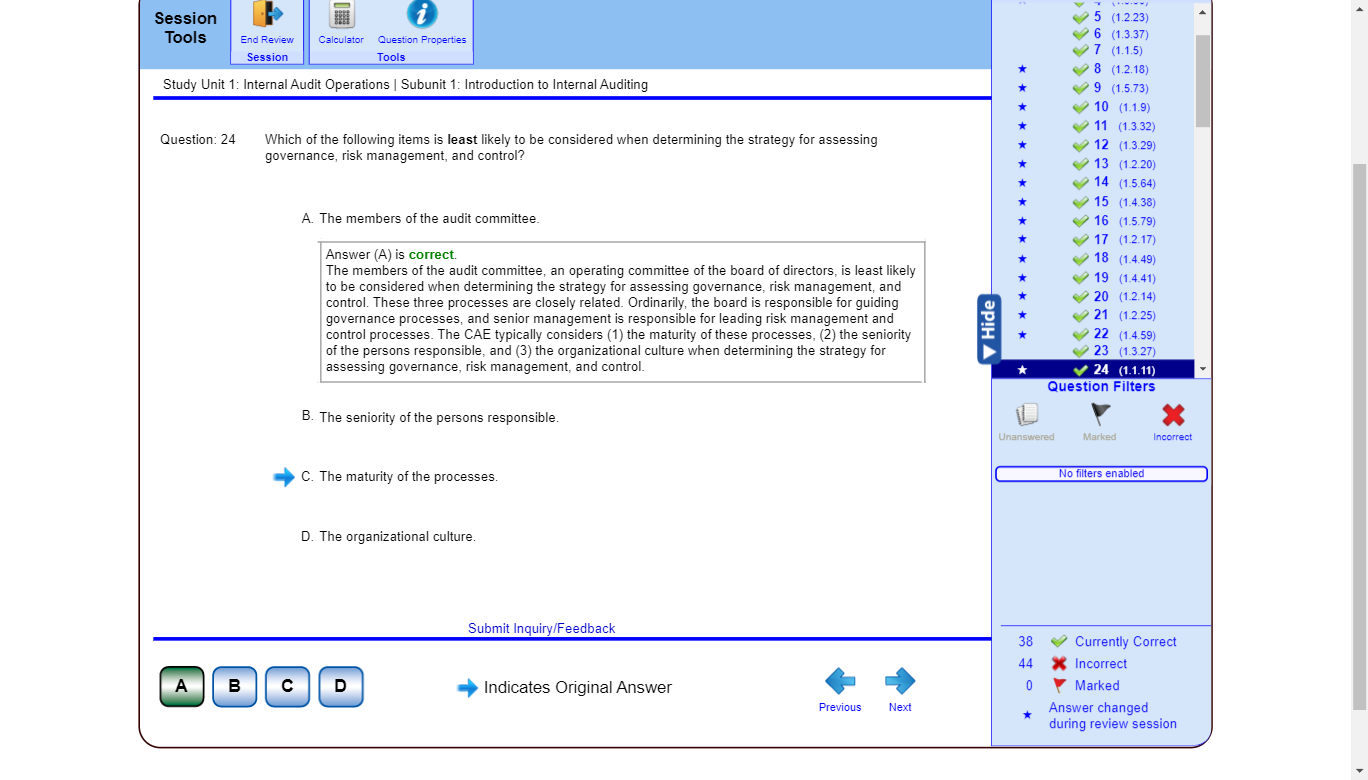 Session Tools
End Review
Session
Calculator
Question Properties
Tools
Study Unit 1: Internal Audit Operations | Subunit 1: Introduction to Internal Auditing
Question: 24
Which of the following items is least likely to be considered when determining the strategy for assessing
governance, risk management, and control?
A. The members of the audit committee.
Answer (A) is correct.
The members of the audit committee, an operating committee of the board of directors, is least likely
to be considered when determining the strategy for assessing governance, risk management, and
control. These three processes are closely related. Ordinarily, the board is responsible for guiding
governance processes, and senior management is responsible for leading risk management and
control processes. The CAE typically considers (1) the maturity of these processes, (2) the seniority
of the persons responsible, and (3) the organizational culture when determining the strategy for
assessing governance, risk management, and control.
B. The seniority of the persons responsible.
C. The maturity of the processes.
D. The organizational culture.
Submit Inquiry/Feedback
A B C D
Indicates Original Answer
Previous
Next
Hide
5 (1.2.23)
6 (1.3.37)
7 (1.1.5)
8 (1.2.18)
9 (1.5.73)
10 (1.1.9)
11 (1.3.32)
12 (1.3.29)
13 (1.2.20)
14 (1.5.64)
15 (1.4.38)
16 (1.5.79)
17 (1.2.17)
18 (1.4.49)
19 (1.4.41)
20 (1.2.14)
21 (1.2.25)
22 (1.4.59)
23 (1.3.27)
24 (1.1.11)
Question Filters
Unanswered
Marked
Incorrect
No filters enabled
38 Currently Correct
44 Incorrect
0 Marked
Answer changed
during review session